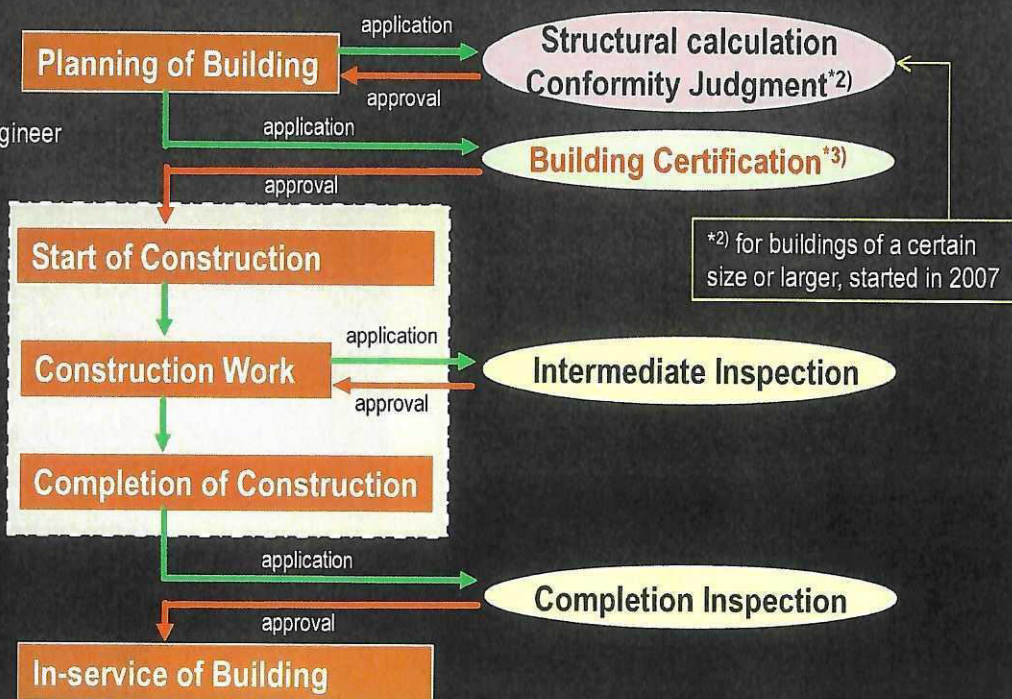 application
Planning of Building
Structural calculation
Conformity Judgment*2)
approval
application
Building Certification*3)
approval
Start of Construction
*2) for buildings of a certain
size or larger, started in 2007
application
Construction Work
Intermediate Inspection
approval
Completion of Construction
application
Completion Inspection
approval
In-service of Building